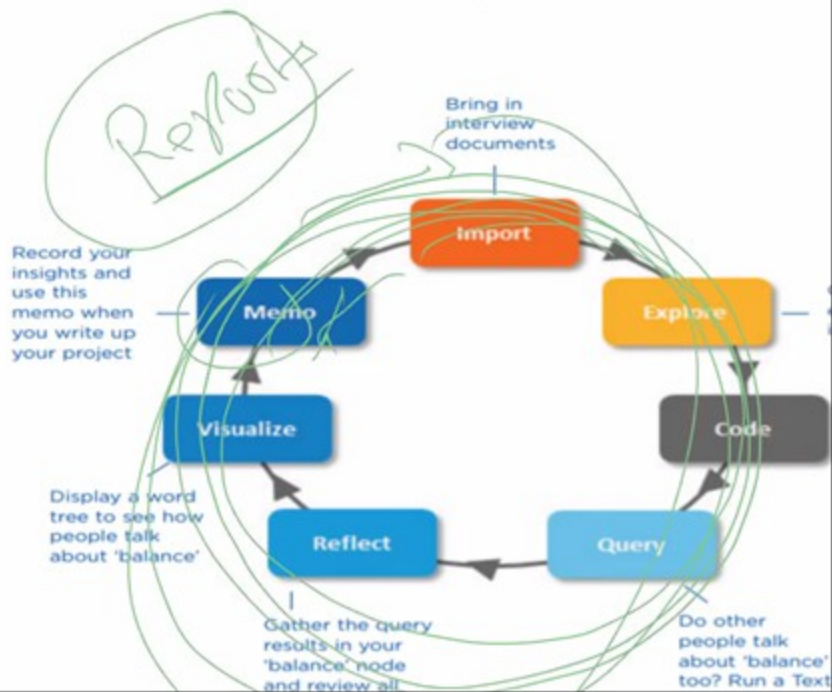 Report
Bring in
interview
documents
Import
Record your
insights and
use this
memo when
you write up
your project
Memo
Explore
Visualize
Code
Display a word
tree to see how
people talk
about 'balance'
Reflect
Query
Gather the query
results in your
'balance' node
and review all
Do other
people talk
about 'balance'
too? Run a Text